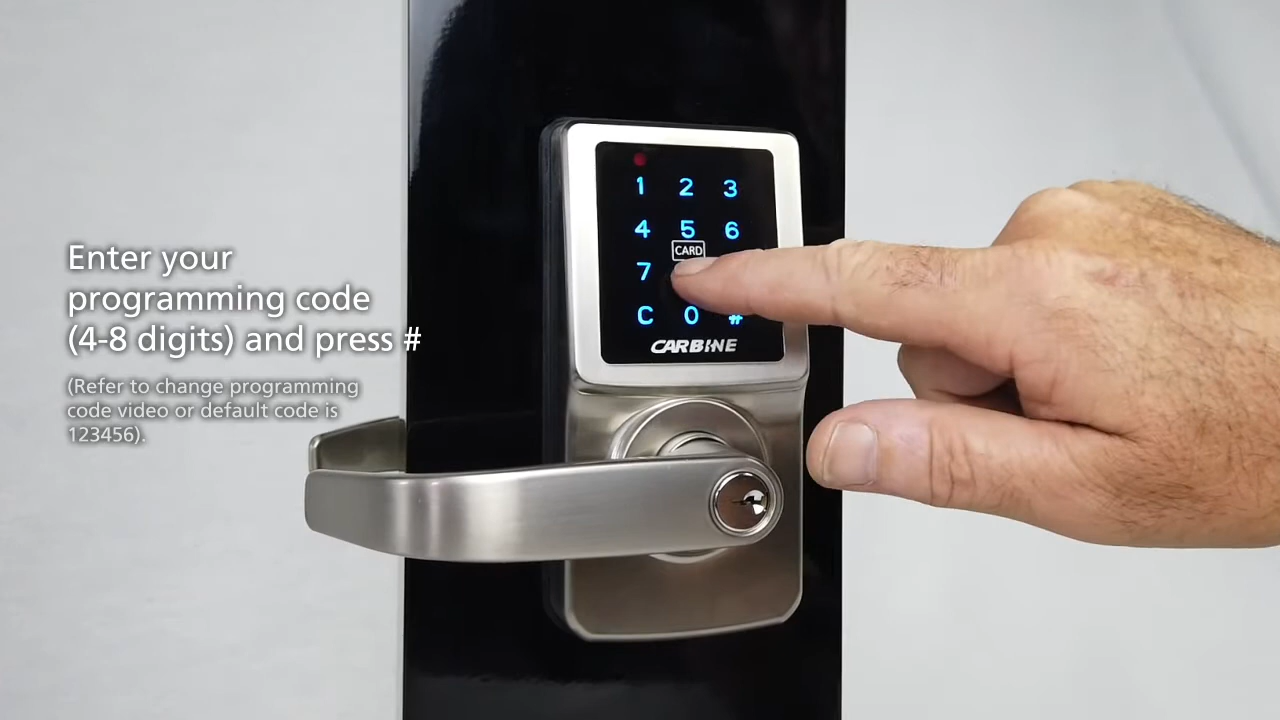 Enter your
programming code
(4-8 digits) and press #
(Refer to change programming
code video or default code is
123456).
1 2 3
4 5 6
CARD
7
C 0 #
CARBINE